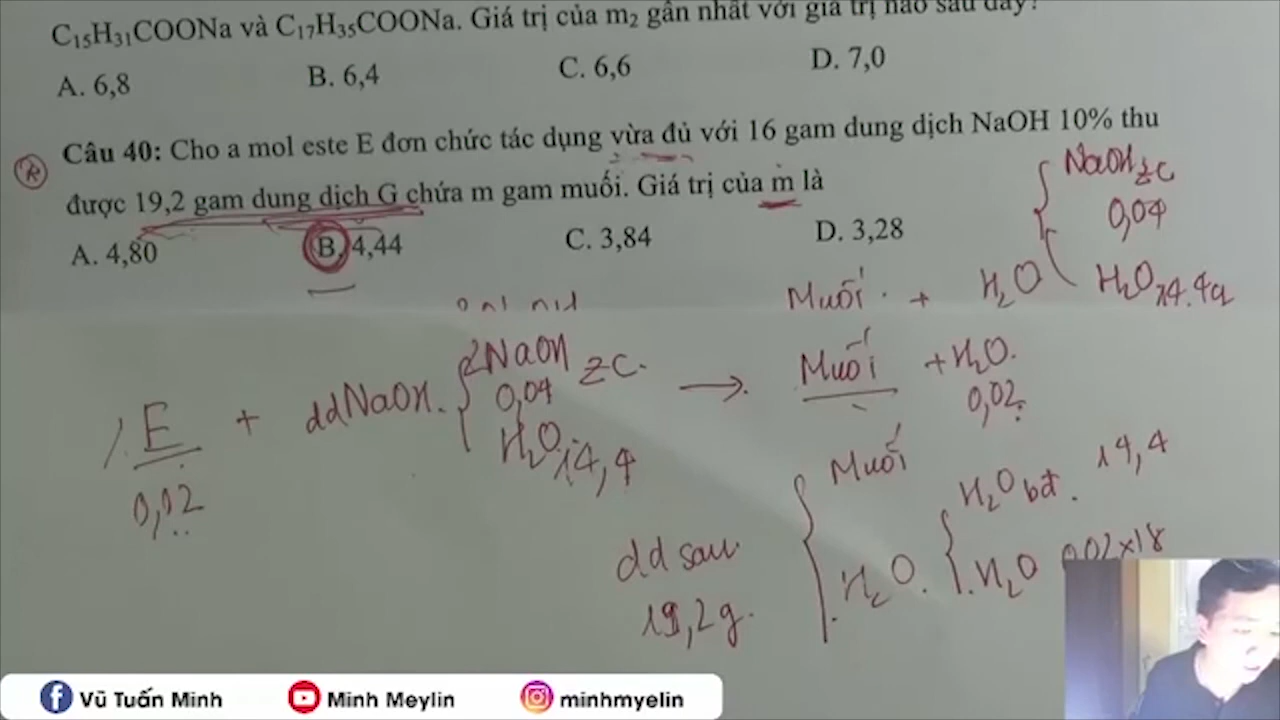 C₁₅H₃₁COONa và C₁₇H₃₅COONa. Giá trị của m₂ gần nhất với giá trị nào sau đây?
A. 6,8 B. 6,4 C. 6,6 D. 7,0
Câu 40: Cho a mol este E đơn chức tác dụng vừa đủ với 16 gam dung dịch NaOH 10% thu
được 19,2 gam dung dịch G chứa m gam muối. Giá trị của m là
A. 4,80 B. 4,44 C. 3,84 D. 3,28
NaOH 2C
0,04
Muối + H₂O H₂O 14.4g
1 E + ddNaOH. 2NaOH 2C. → Muối + H₂O.
0,02 0,04 0,02
H₂O 14,4
dd sau Muối H₂O bđ. 14,4
19,2g. H₂O. H₂O 0,02x18
Vũ Tuấn Minh Minh Meylin minhmyelin